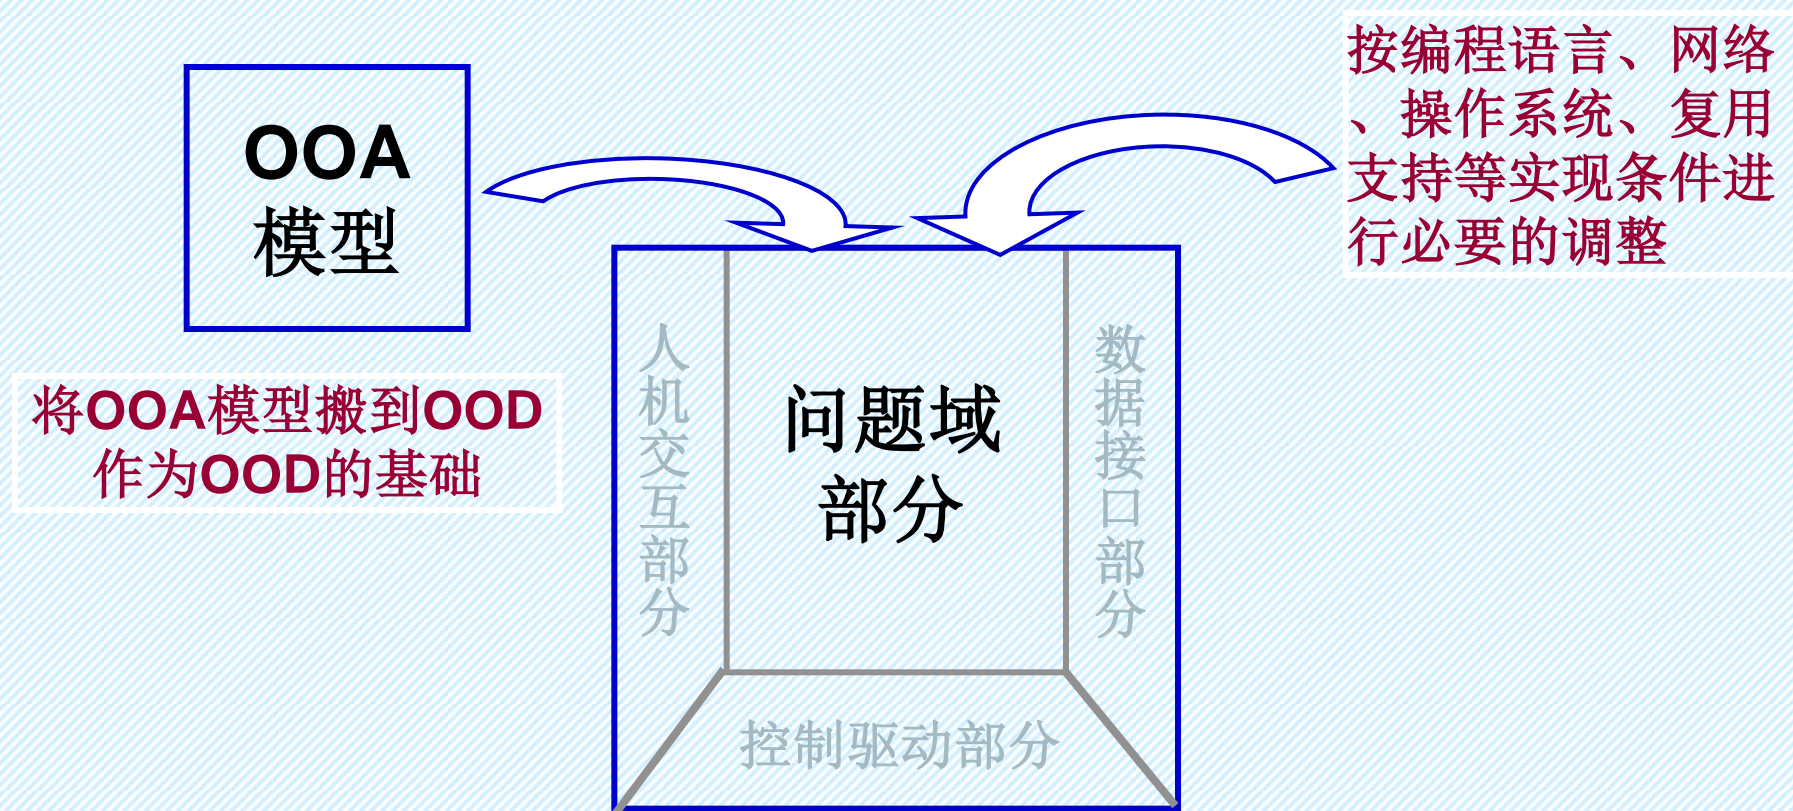 OOA
模型
按编程语言、网络
、操作系统、复用
支持等实现条件进
行必要的调整
将OOA模型搬到OOD
作为OOD的基础
人机交互部分
问题域
部分
数据接口部分
控制驱动部分